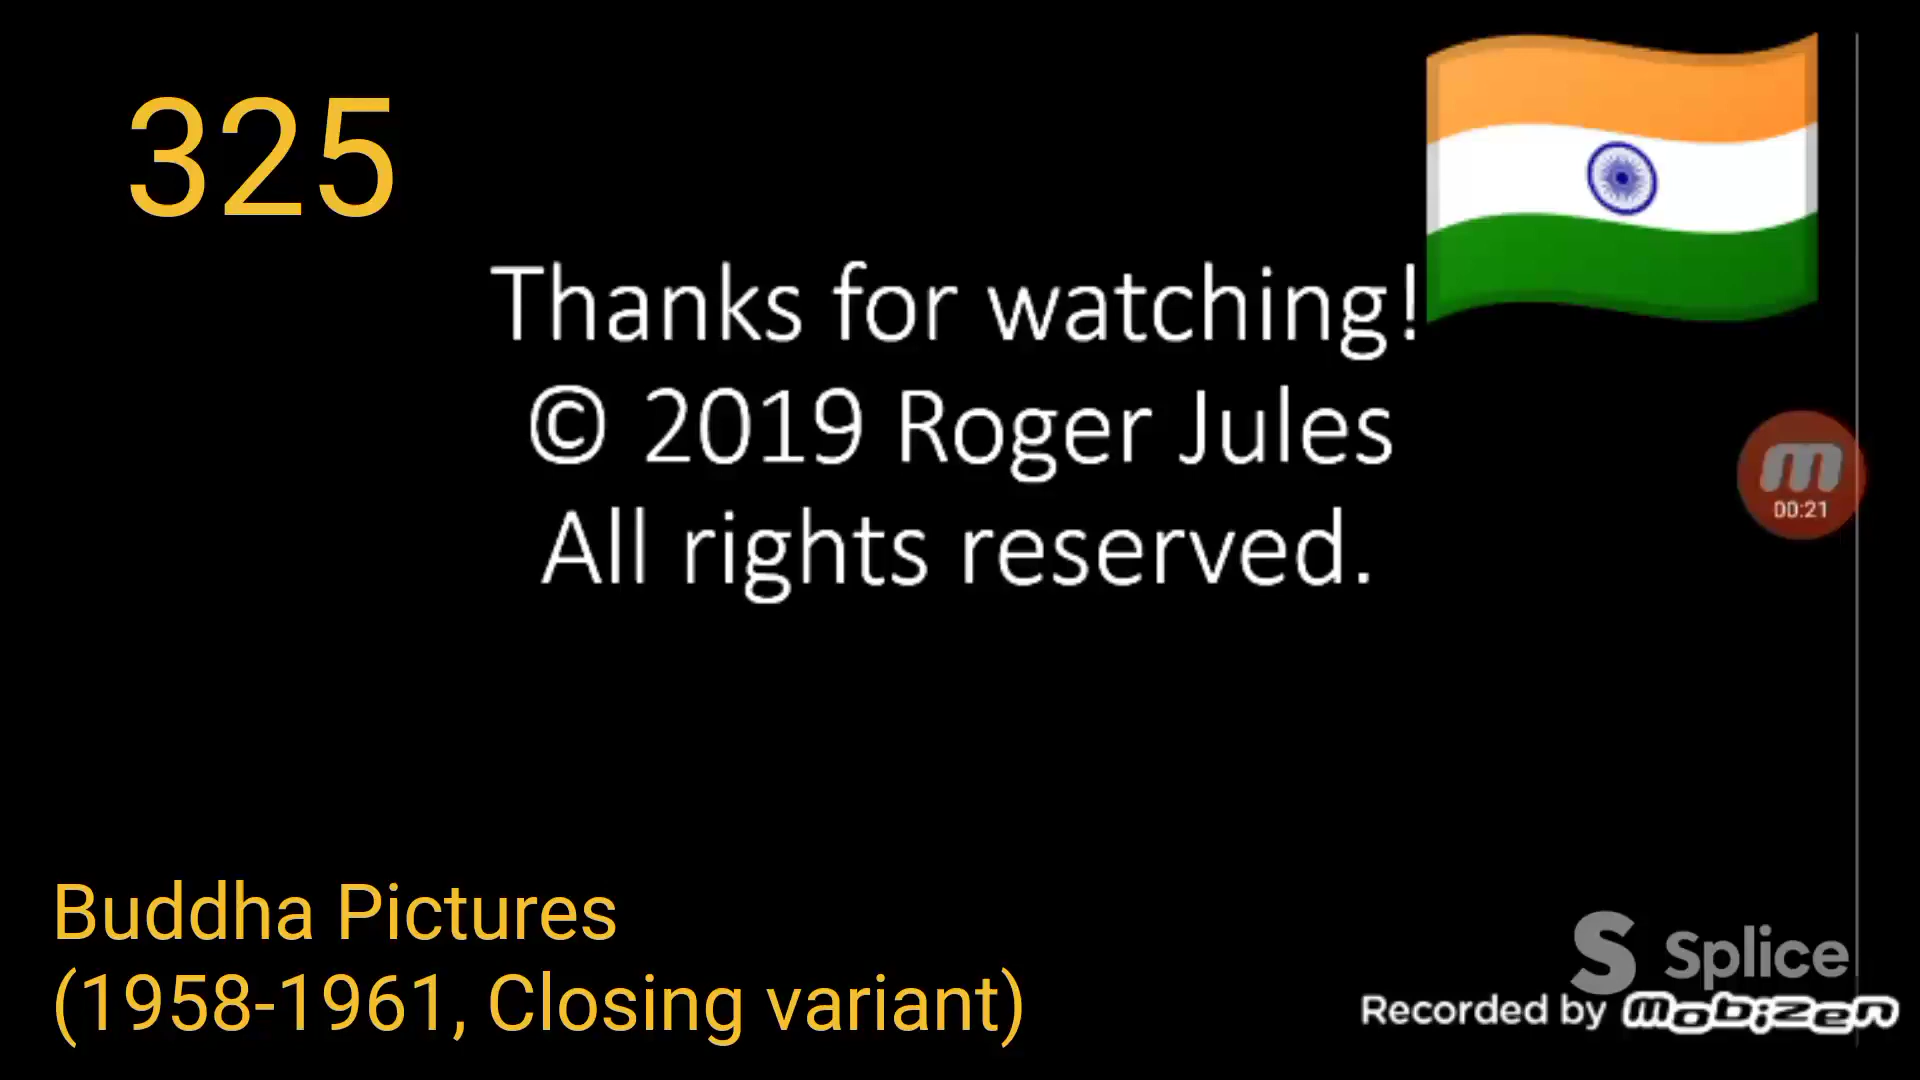 325
Thanks for watching!
© 2019 Roger Jules
All rights reserved.
m
00:21
Buddha Pictures
(1958-1961, Closing variant)
S Splice
Recorded by mobizen